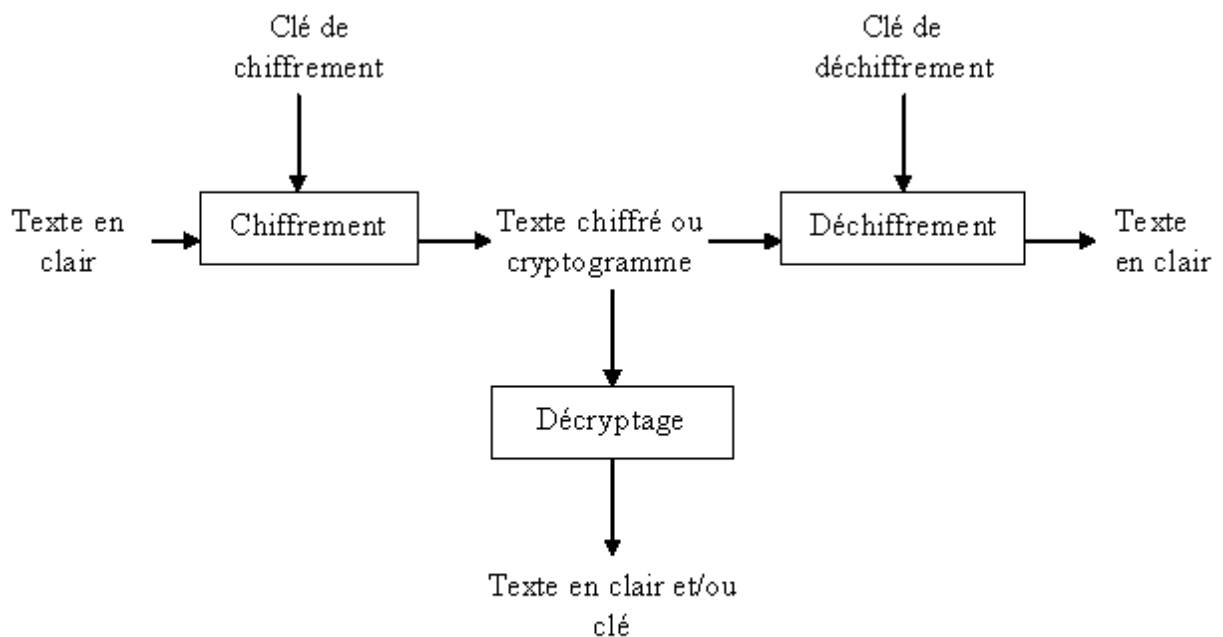 Clé de
chiffrement
Clé de
déchiffrement
Texte en
clair
Chiffrement
Texte chiffré ou
cryptogramme
Déchiffrement
Texte
en clair
Décryptage
Texte en clair et/ou
clé